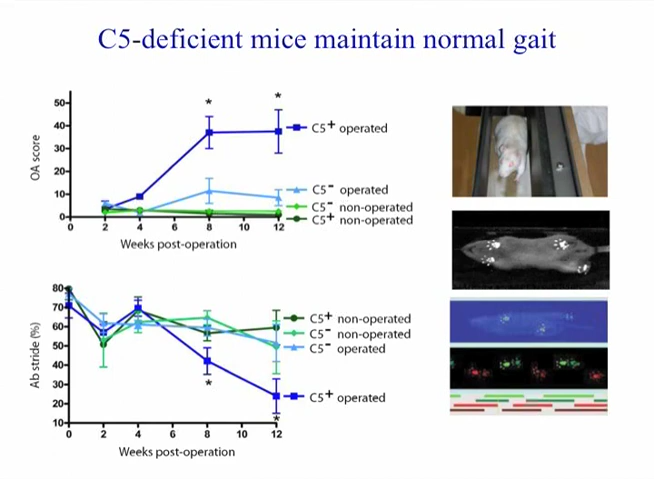 C5-deficient mice maintain normal gait
OA score
50
40
30
20
10
0
*
*
C5+ operated
C5- operated
C5- non-operated
C5+ non-operated
0 2 4 6 8 10 12
Weeks post-operation
Ab stride (%)
80
70
60
50
40
30
20
10
C5+ non-operated
C5- non-operated
C5- operated
C5+ operated
*
*
0 2 4 6 8 10 12
Weeks post-operation